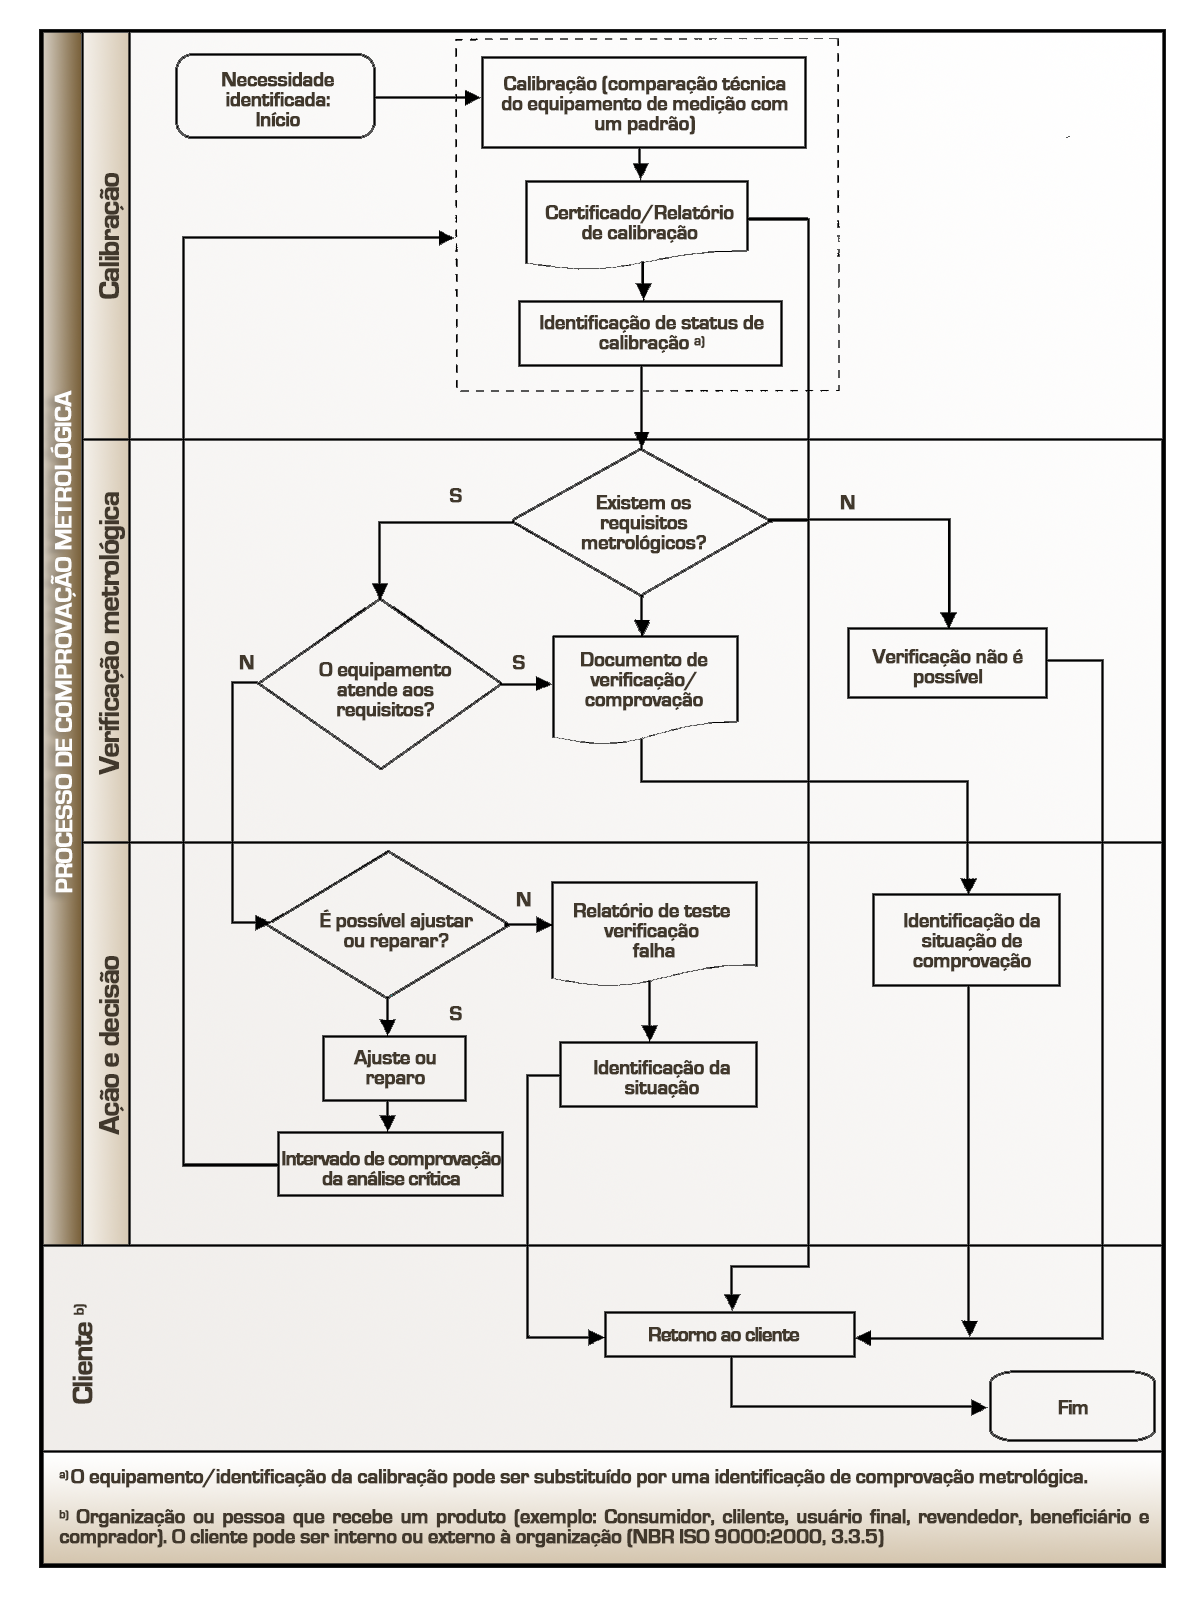 PROCESSO DE COMPROVAÇÃO METROLÓGICA
Calibração
Necessidade
identificada:
Início
Calibração (comparação técnica
do equipamento de medição com
um padrão)
Certificado/Relatório
de calibração
Identificação de status de
calibração a)
Verificação metrológica
S
Existem os
requisitos
metrológicos?
N
N
O equipamento
atende aos
requisitos?
S
Documento de
verificação/
comprovação
Verificação não é
possível
Ação e decisão
É possível ajustar
ou reparar?
N
Relatório de teste
verificação
falha
Identificação da
situação de
comprovação
S
Ajuste ou
reparo
Identificação da
situação
Intervado de comprovação
da análise crítica
Cliente b)
Retorno ao cliente
Fim
a) O equipamento/identificação da calibração pode ser substituído por uma identificação de comprovação metrológica.
b) Organização ou pessoa que recebe um produto (exemplo: Consumidor, clilente, usuário final, revendedor, beneficiário e
comprador). O cliente pode ser interno ou externo à organização (NBR ISO 9000:2000, 3.3.5)